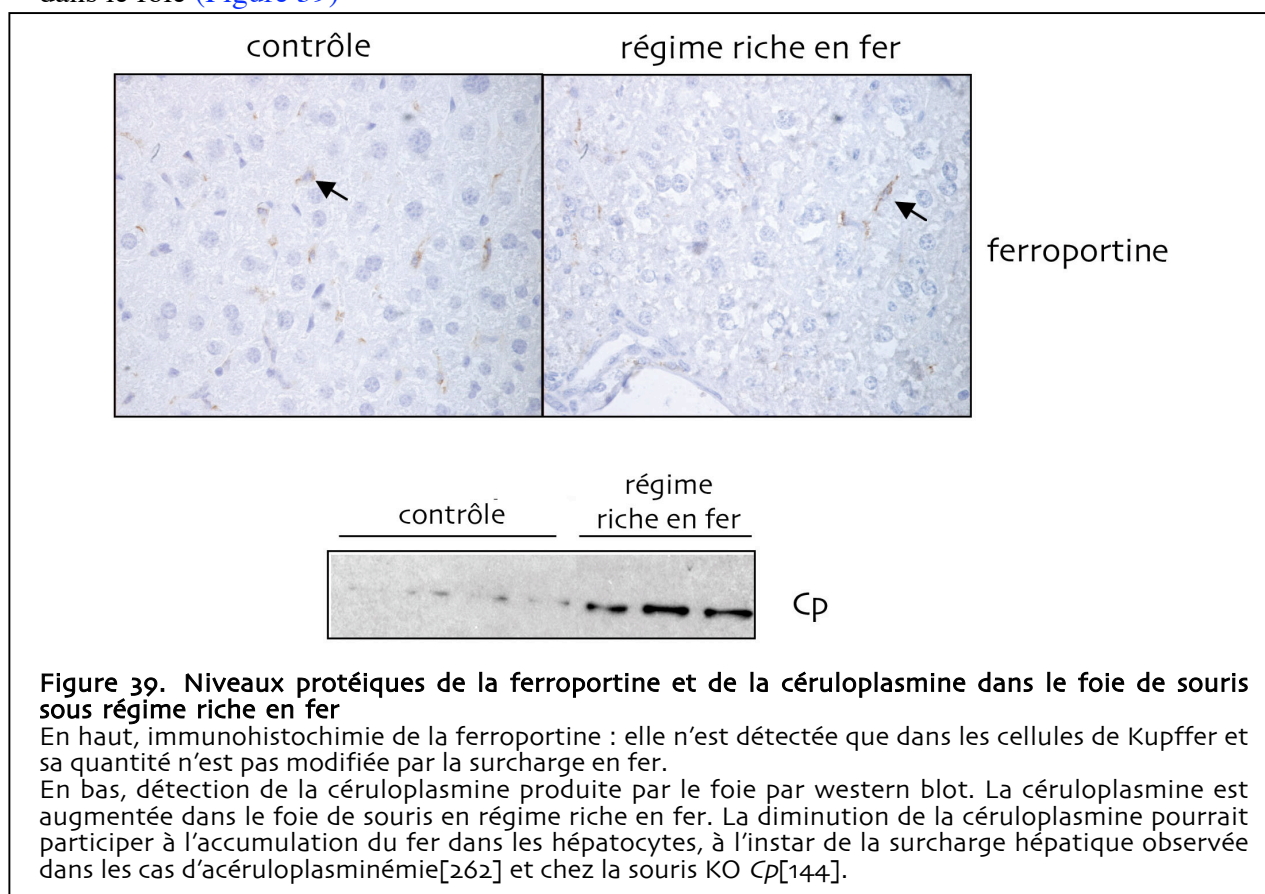 dans le foie (Figure 39)
contrôle
régime riche en fer
ferroportine
contrôle
régime
riche en fer
Cp
Figure 39. Niveaux protéiques de la ferroportine et de la céruloplasmine dans le foie de souris
sous régime riche en fer
En haut, immunohistochimie de la ferroportine : elle n'est détectée que dans les cellules de Kupffer et
sa quantité n'est pas modifiée par la surcharge en fer.
En bas, détection de la céruloplasmine produite par le foie par western blot. La céruloplasmine est
augmentée dans le foie de souris en régime riche en fer. La diminution de la céruloplasmine pourrait
participer à l'accumulation du fer dans les hépatocytes, à l'instar de la surcharge hépatique observée
dans les cas d'acéruloplasminémie[262] et chez la souris KO Cp[144].